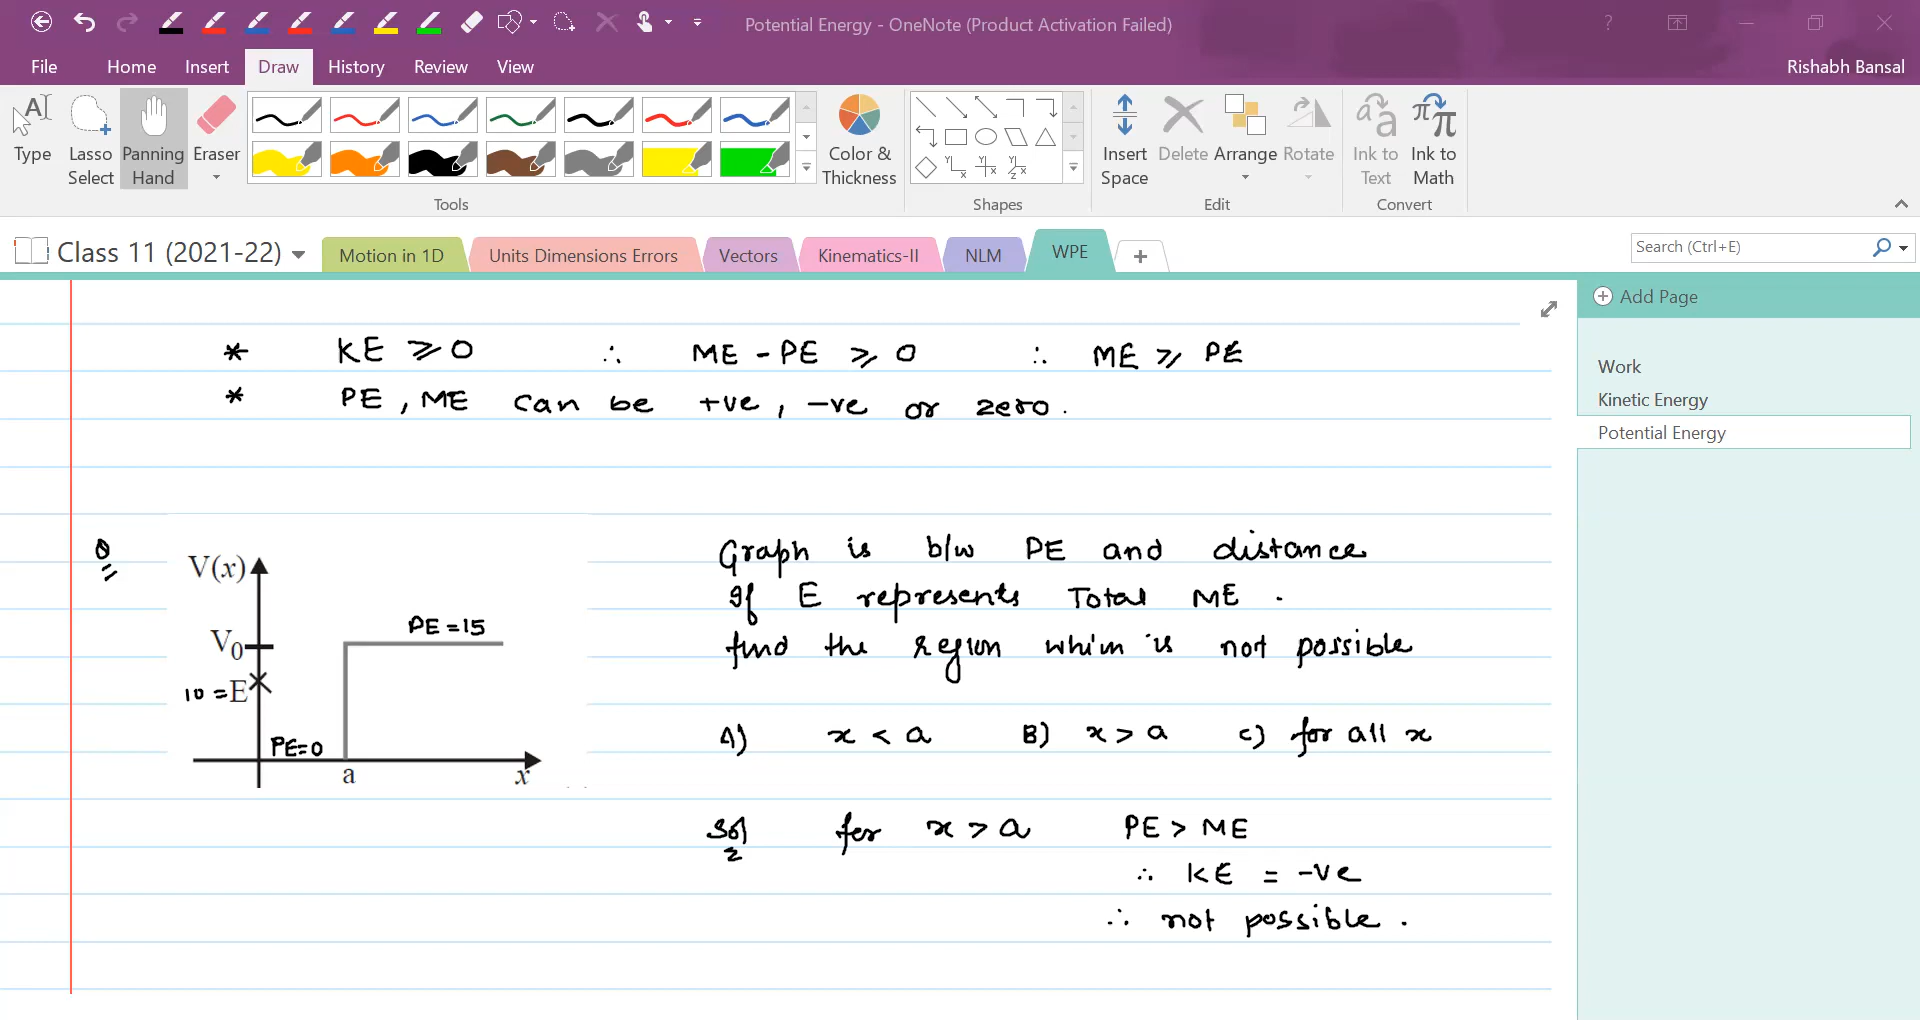 Potential Energy - OneNote (Product Activation Failed)
File Home Insert Draw History Review View
Rishabh Bansal
Type
Lasso Select
Panning Hand
Eraser
Color & Thickness
Insert Space
Delete
Arrange
Rotate
Ink to Text
Ink to Math
Tools
Shapes
Edit
Convert
Class 11 (2021-22)
Motion in 1D
Units Dimensions Errors
Vectors
Kinematics-II
NLM
WPE
Search (Ctrl+E)
Add Page
Work
Kinetic Energy
Potential Energy
* KE ⩾ 0 ∴ ME - PE ⩾ 0 ∴ ME ⩾ PE
* PE, ME can be +ve, -ve or zero.
Q
V(x)
PE = 15
V₀
10 = E
PE=0
a
x
Graph is b/w PE and distance
If E represents Total ME.
find the region which is not possible
A) x < a B) x > a C) for all x
Sol for x > a PE > ME
∴ KE = -ve
∴ not possible.